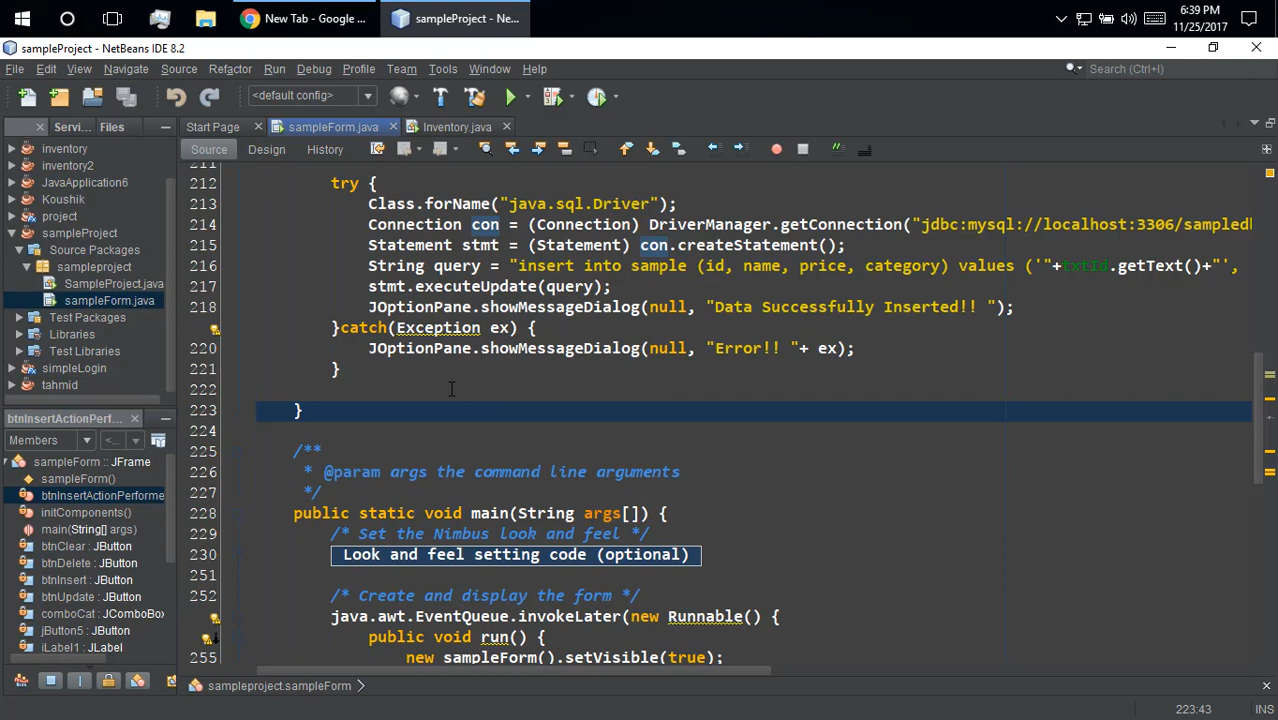 New Tab - Google ...
sampleProject - Ne...
6:39 PM
11/25/2017
sampleProject - NetBeans IDE 8.2
File Edit View Navigate Source Refactor Run Debug Profile Team Tools Window Help
Search (Ctrl+I)
<default config>
Servi... Files
Start Page
sampleForm.java
Inventory.java
Source Design History
inventory
inventory2
JavaApplication6
Koushik
project
sampleProject
Source Packages
sampleproject
SampleProject.java
sampleForm.java
Test Packages
Libraries
Test Libraries
simpleLogin
tahmid
btnInsertActionPerf...
Members
<...
sampleForm :: JFrame
sampleForm()
btnInsertActionPerforme
initComponents()
main(String[] args)
btnClear : JButton
btnDelete : JButton
btnInsert : JButton
btnUpdate : JButton
comboCat : JComboBox
jButton5 : JButton
jLabel1 : JLabel
211
212 try {
213 Class.forName("java.sql.Driver");
214 Connection con = (Connection) DriverManager.getConnection("jdbc:mysql://localhost:3306/sampledb
215 Statement stmt = (Statement) con.createStatement();
216 String query = "insert into sample (id, name, price, category) values ('"+txtId.getText()+"',
217 stmt.executeUpdate(query);
218 JOptionPane.showMessageDialog(null, "Data Successfully Inserted!! ");
}catch(Exception ex) {
220 JOptionPane.showMessageDialog(null, "Error!! "+ ex);
221 }
222
223 }
224
225 /**
226 * @param args the command line arguments
227 */
228 public static void main(String args[]) {
229 /* Set the Nimbus look and feel */
230 Look and feel setting code (optional)
251
252 /* Create and display the form */
java.awt.EventQueue.invokeLater(new Runnable() {
public void run() {
255 new sampleForm().setVisible(true);
sampleproject.sampleForm
223:43
INS